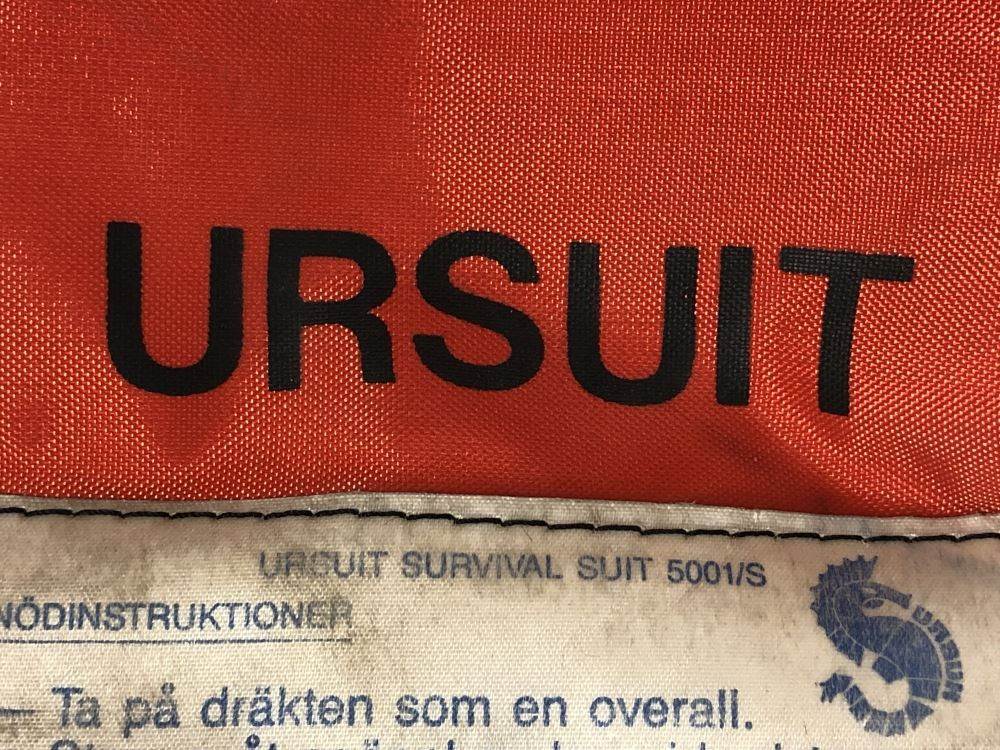 URSUIT
URSUIT SURVIVAL SUIT 5001/S
NÖDINSTRUKTIONER
— Ta på dräkten som en overall.